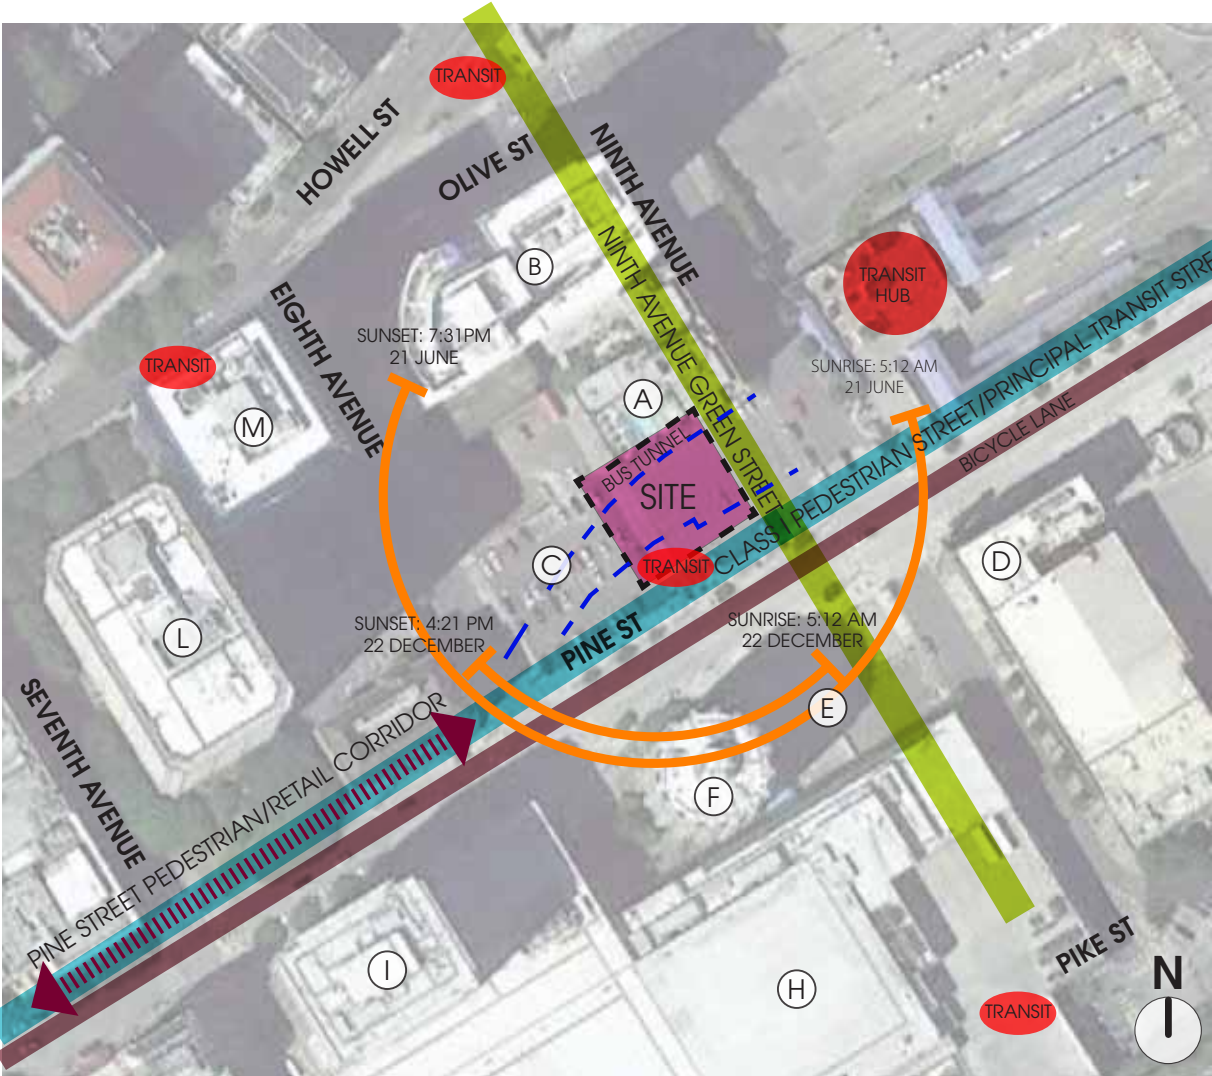 TRANSIT
HOWELL ST
OLIVE ST
NINTH AVENUE
B
TRANSIT
HUB
NINTH AVENUE GREEN STREET
EIGHTH AVENUE
SUNSET: 7:31PM
21 JUNE
TRANSIT
SUNRISE: 5:12 AM
21 JUNE
A
M
BUS TUNNEL
SITE
CLASS I PEDESTRIAN STREET/PRINCIPAL TRANSIT STRE
BICYCLE LANE
C
TRANSIT
D
SUNSET: 4:21 PM
22 DECEMBER
PINE ST
SUNRISE: 5:12 AM
22 DECEMBER
L
E
SEVENTH AVENUE
PINE STREET PEDESTRIAN/RETAIL CORRIDOR
F
I
H
PIKE ST
N
TRANSIT